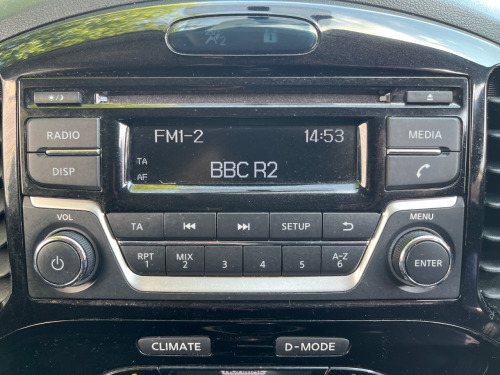 RADIO
DISP
FM1-2 14:53
TA
AF
BBC R2
MEDIA
VOL
MENU
TA SETUP
RPT MIX A-Z
1 2 3 4 5 6
ENTER
CLIMATE D-MODE